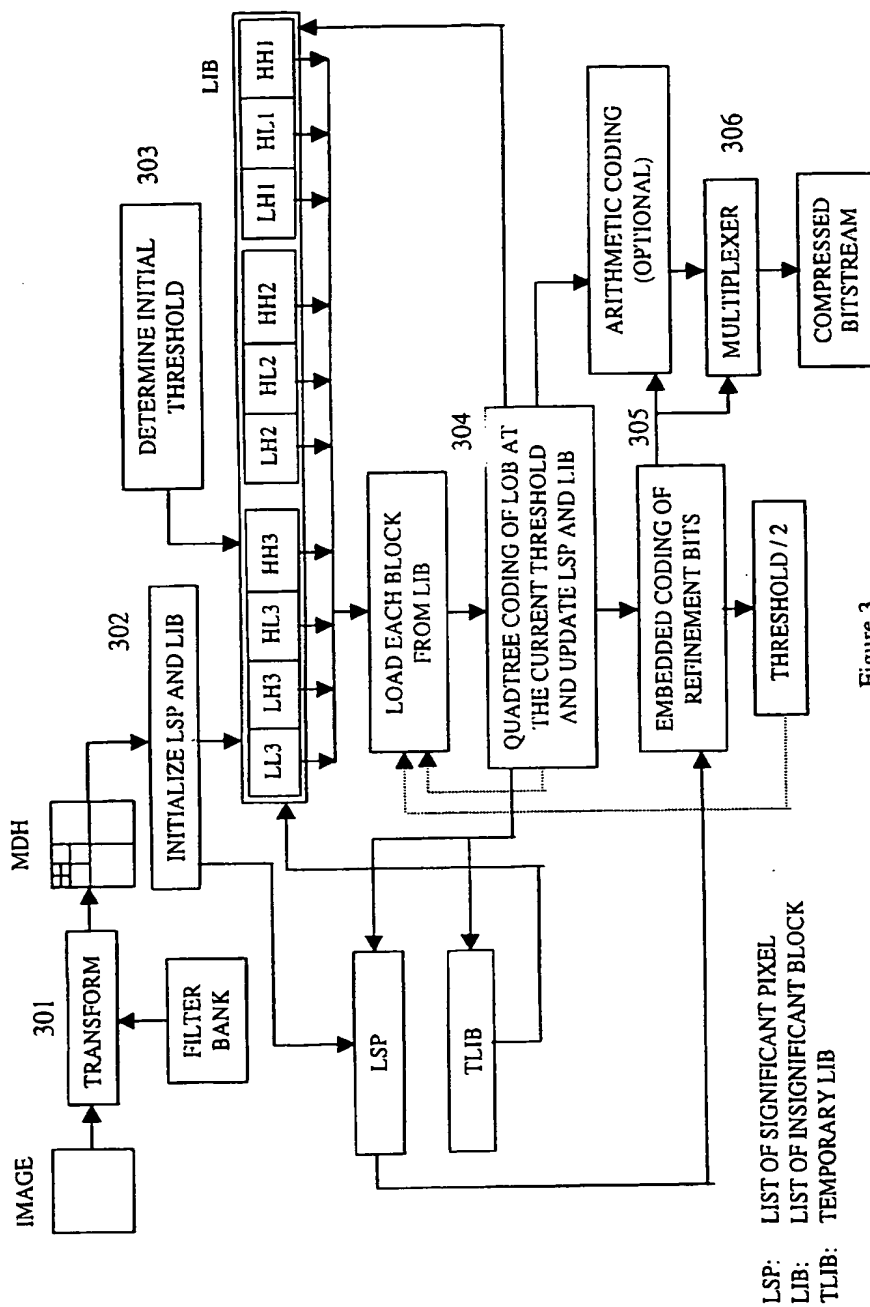 IMAGE
301
TRANSFORM
FILTER
BANK
MDH
302
INITIALIZE LSP AND LIB
303
DETERMINE INITIAL
THRESHOLD
LIB
LL3
LH3
HL3
HH3
LH2
HL2
HH2
LH1
HL1
HH1
LOAD EACH BLOCK
FROM LIB
304
QUADTREE CODING OF LOB AT
THE CURRENT THRESHOLD
AND UPDATE LSP AND LIB
LSP
TLIB
305
EMBEDDED CODING OF
REFINEMENT BITS
THRESHOLD / 2
ARITHMETIC CODING
(OPTIONAL)
306
MULTIPLEXER
COMPRESSED
BITSTREAM
LSP: LIST OF SIGNIFICANT PIXEL
LIB: LIST OF INSIGNIFICANT BLOCK
TLIB: TEMPORARY LIB
Figure 3